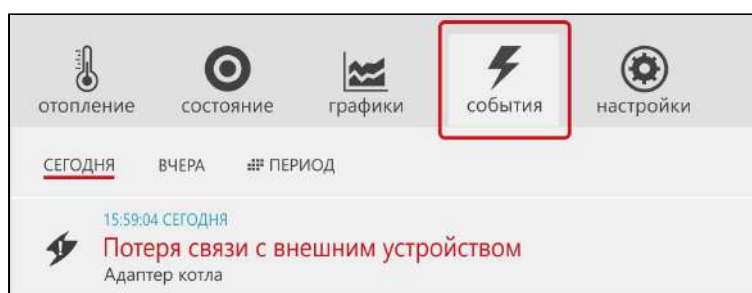 отопление состояние графики события настройки
СЕГОДНЯ ВЧЕРА ПЕРИОД
15:59:04 СЕГОДНЯ
Потеря связи с внешним устройством
Адаптер котла